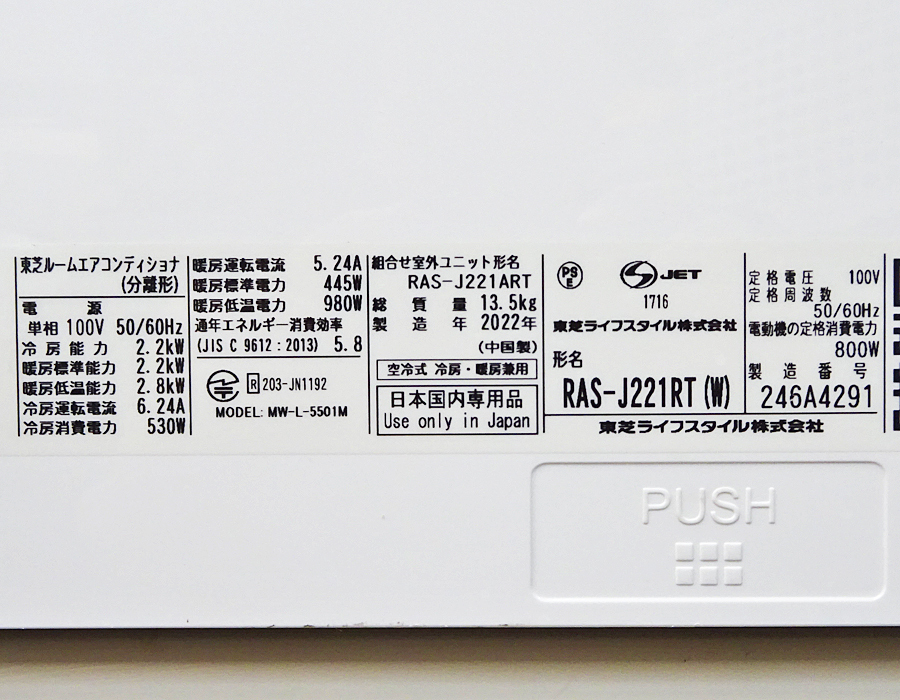 東芝ルームエアコンディショナ
(分離形)
電源
単相 100V 50/60Hz
冷房能力 2.2kW
暖房標準能力 2.2kW
暖房低温能力 2.8kW
冷房運転電流 6.24A
冷房消費電力 530W
暖房運転電流 5.24A
暖房標準電力 445W
暖房低温電力 980W
通年エネルギー消費効率
(JIS C 9612:2013) 5.8
R 203-JN1192
MODEL: MW-L-5501M
組合せ室外ユニット形名
RAS-J221ART
総質量 13.5kg
製造年 2022年
(中国製)
空冷式 冷房・暖房兼用
日本国内専用品
Use only in Japan
PS E
JET
1716
東芝ライフスタイル株式会社
形名
RAS-J221RT (W)
定格電圧 100V
定格周波数
50/60Hz
電動機の定格消費電力
800W
製造番号
246A4291
東芝ライフスタイル株式会社
PUSH